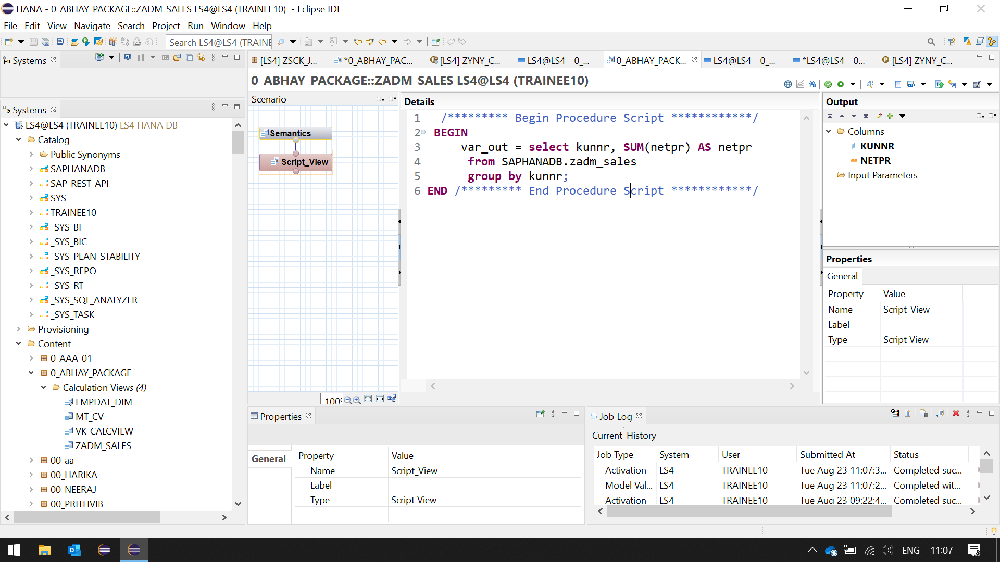 HANA - 0_ABHAY_PACKAGE::ZADM_SALES LS4@LS4 (TRAINEE10) - Eclipse IDE
File Edit View Navigate Search Project Run Window Help
Search LS4@LS4 (TRAINE
Systems
[LS4] ZSCK_J...
*0_ABHAY_PAC...
[LS4] ZYNY_C...
LS4@LS4 - 0_...
0_ABHAY_PACK...
LS4@LS4 - 0_...
*LS4@LS4 - 0...
[LS4] ZYNY_C...
0_ABHAY_PACKAGE::ZADM_SALES LS4@LS4 (TRAINEE10)
Systems
LS4@LS4 (TRAINEE10) LS4 HANA DB
Catalog
Public Synonyms
SAPHANADB
SAP_REST_API
SYS
TRAINEE10
_SYS_BI
_SYS_BIC
_SYS_PLAN_STABILITY
_SYS_REPO
_SYS_RT
_SYS_SQL_ANALYZER
_SYS_TASK
Provisioning
Content
0_AAA_01
0_ABHAY_PACKAGE
Calculation Views (4)
EMPDAT_DIM
MT_CV
VK_CALCVIEW
ZADM_SALES
00_aa
00_HARIKA
00_NEERAJ
00_PRITHVIB
Scenario
Semantics
Script_View
Details
1 /********* Begin Procedure Script ************/
2 BEGIN
3 var_out = select kunnr, SUM(netpr) AS netpr
4 from SAPHANADB.zadm_sales
5 group by kunnr;
6 END /********* End Procedure Script ************/
Output
Columns
KUNNR
NETPR
Input Parameters
Properties
General
Property Value
Name Script_View
Label
Type Script View
Properties
General
Property Value
Name Script_View
Label
Type Script View
Job Log
Current History
Job Type System User Submitted At Status
Activation LS4 TRAINEE10 Tue Aug 23 11:07:3... Completed suc...
Model Val... LS4 TRAINEE10 Tue Aug 23 11:07:2... Completed wit...
Activation LS4 TRAINEE10 Tue Aug 23 09:22:4... Completed suc...
ENG 11:07